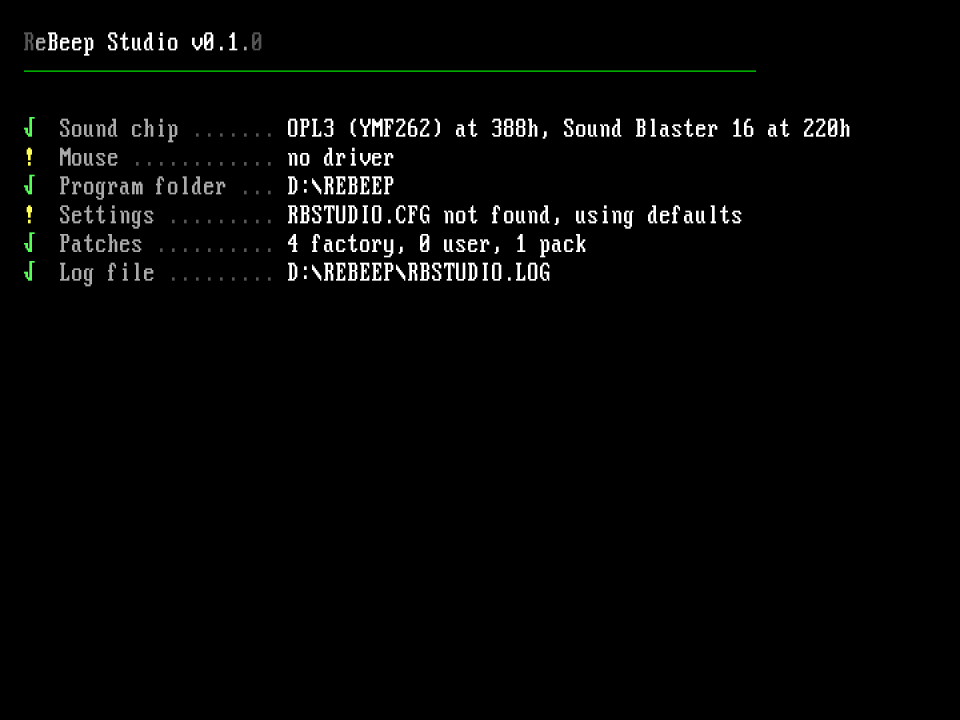 ReBeep Studio v0.1.0
√ Sound chip ....... OPL3 (YMF262) at 388h, Sound Blaster 16 at 220h
! Mouse ............ no driver
√ Program folder ... D:\REBEEP
! Settings ......... RBSTUDIO.CFG not found, using defaults
√ Patches .......... 4 factory, 0 user, 1 pack
√ Log file ......... D:\REBEEP\RBSTUDIO.LOG